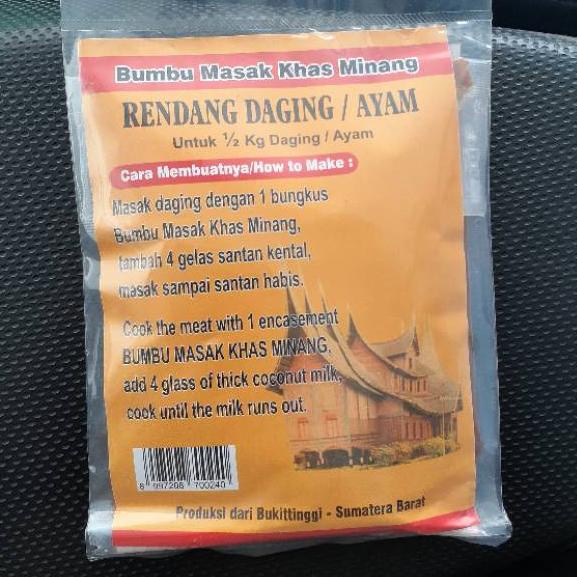 Bumbu Masak Khas Minang
RENDANG DAGING / AYAM
Untuk ½ Kg Daging / Ayam
Cara Membuatnya/How to Make :
Masak daging dengan 1 bungkus
Bumbu Masak Khas Minang,
tambah 4 gelas santan kental,
masak sampai santan habis.
Cook the meat with 1 encasement
BUMBU MASAK KHAS MINANG,
add 4 glass of thick coconut milk,
cook until the milk runs out.
8 997208 700240
Produksi dari Bukittinggi - Sumatera Barat